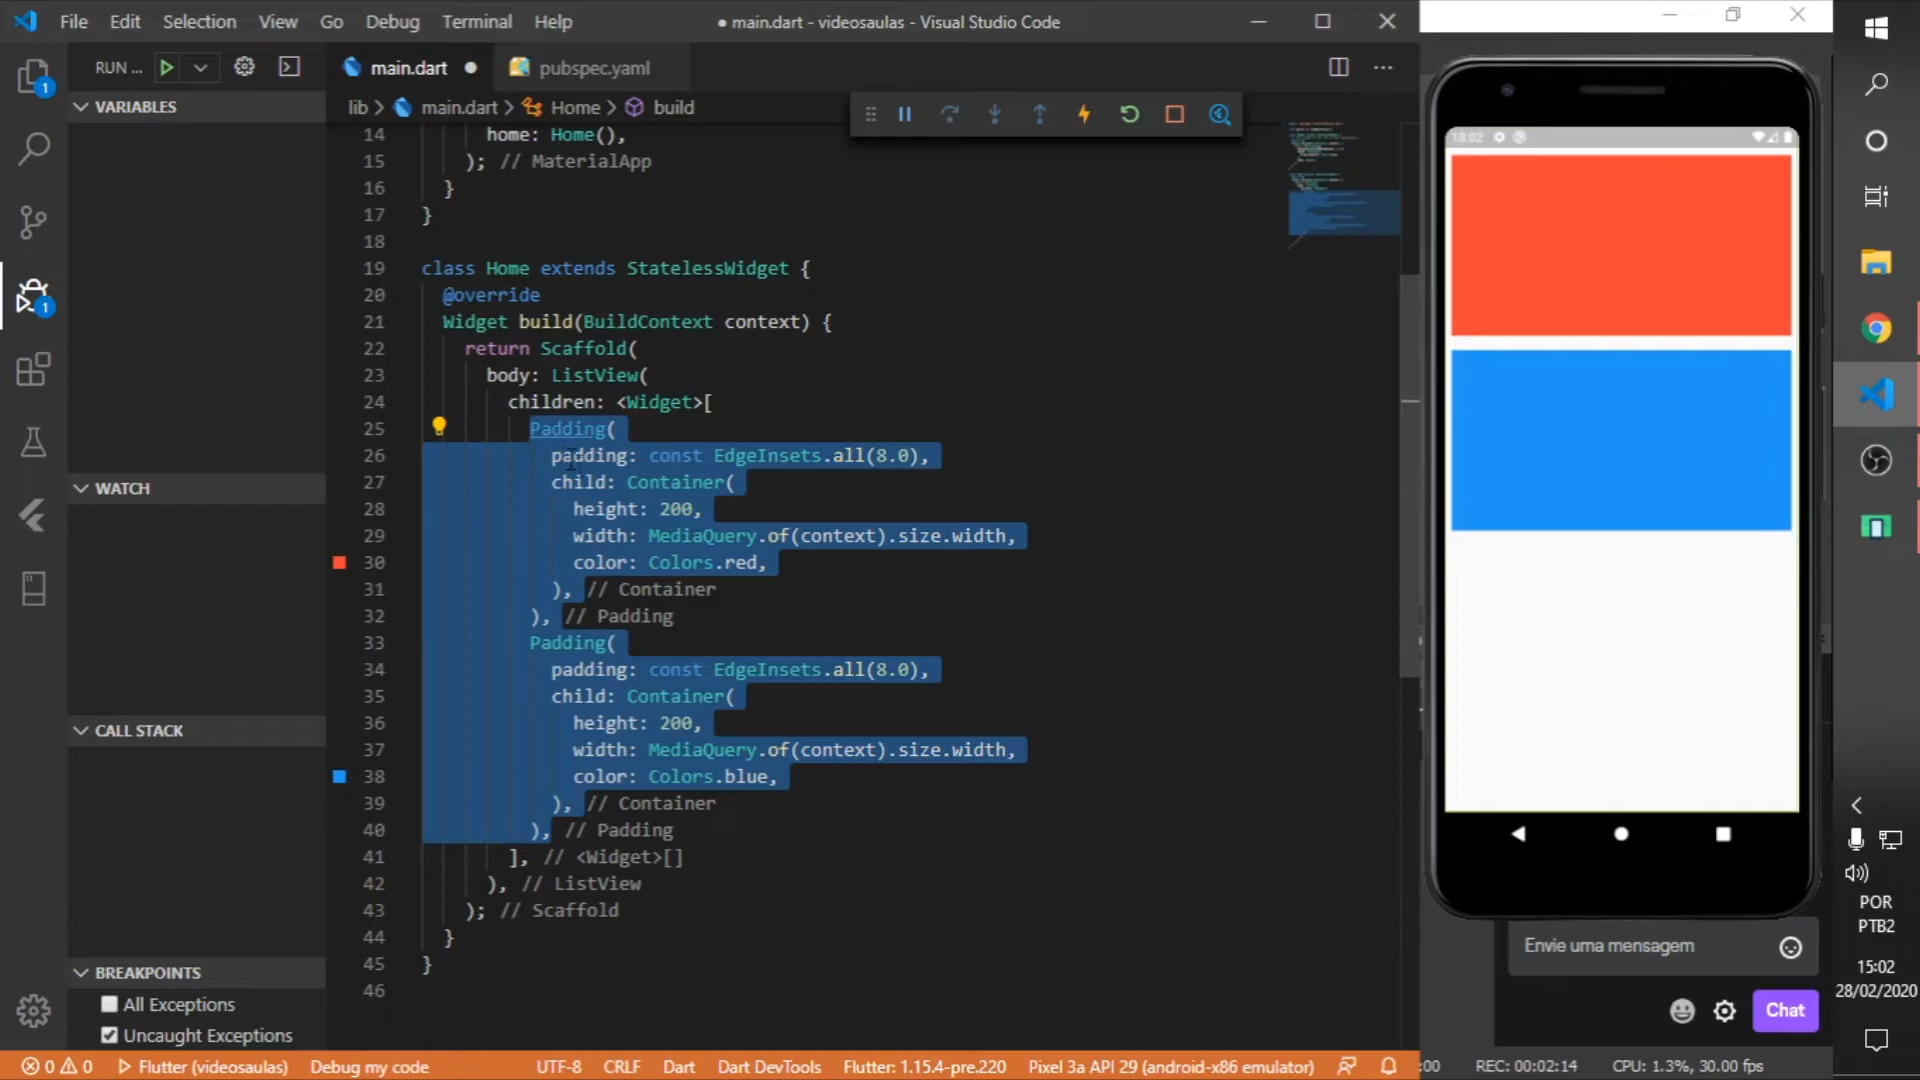 File Edit Selection View Go Debug Terminal Help
● main.dart - videosaulas - Visual Studio Code
RUN ...
main.dart ●
pubspec.yaml
VARIABLES
lib > main.dart > Home > build
14 home: Home(),
15 ); // MaterialApp
16 }
17 }
18
19 class Home extends StatelessWidget {
20 @override
21 Widget build(BuildContext context) {
22 return Scaffold(
23 body: ListView(
24 children: <Widget>[
25 Padding(
26 padding: const EdgeInsets.all(8.0),
27 child: Container(
28 height: 200,
29 width: MediaQuery.of(context).size.width,
30 color: Colors.red,
31 ), // Container
32 ), // Padding
33 Padding(
34 padding: const EdgeInsets.all(8.0),
35 child: Container(
36 height: 200,
37 width: MediaQuery.of(context).size.width,
38 color: Colors.blue,
39 ), // Container
40 ), // Padding
41 ], // <Widget>[]
42 ), // ListView
43 ); // Scaffold
44 }
45 }
46
WATCH
CALL STACK
BREAKPOINTS
All Exceptions
Uncaught Exceptions
1
1
18:02
Envie uma mensagem
Chat
POR
PTB2
15:02
28/02/2020
0 0 Flutter (videosaulas) Debug my code UTF-8 CRLF Dart Dart DevTools Flutter: 1.15.4-pre.220 Pixel 3a API 29 (android-x86 emulator)
:00 REC: 00:02:14 CPU: 1.3%, 30.00 fps